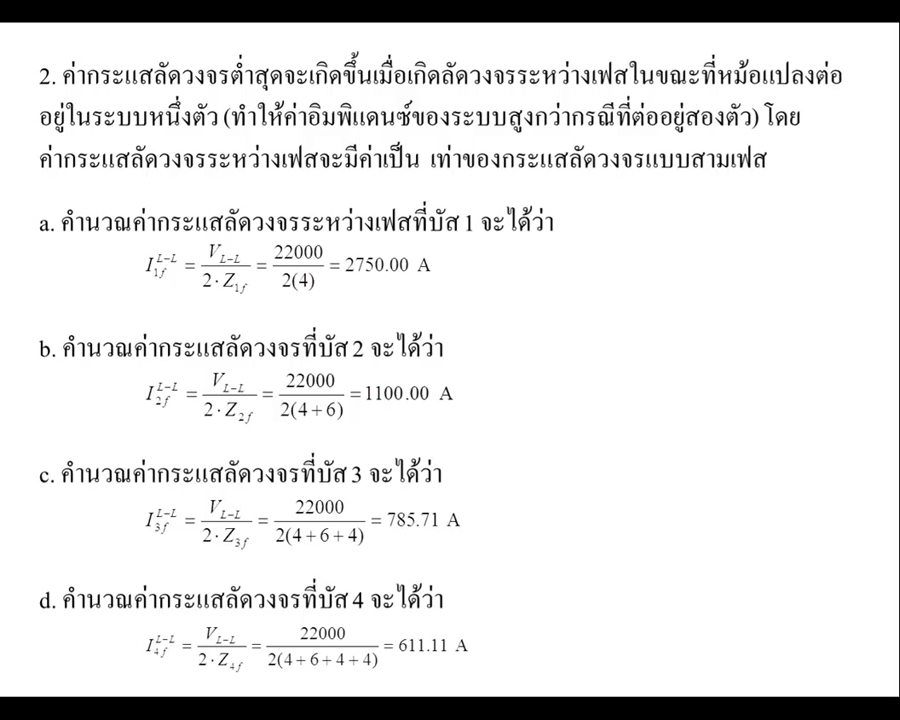 2. ค่ากระแสลัดวงจรต่ำสุดจะเกิดขึ้นเมื่อเกิดลัดวงจรระหว่างเฟสในขณะที่หม้อแปลงต่อ
อยู่ในระบบหนึ่งตัว (ทำให้ค่าอิมพิแดนซ์ของระบบสูงกว่ากรณีที่ต่ออยู่สองตัว) โดย
ค่ากระแสลัดวงจรระหว่างเฟสจะมีค่าเป็น เท่าของกระแสลัดวงจรแบบสามเฟส
a. คำนวณค่ากระแสลัดวงจรระหว่างเฟสที่บัส 1 จะได้ว่า
I_{1f}^{L-L} = \frac{V_{L-L}}{2 \cdot Z_{1f}} = \frac{22000}{2(4)} = 2750.00 A
b. คำนวณค่ากระแสลัดวงจรที่บัส 2 จะได้ว่า
I_{2f}^{L-L} = \frac{V_{L-L}}{2 \cdot Z_{2f}} = \frac{22000}{2(4+6)} = 1100.00 A
c. คำนวณค่ากระแสลัดวงจรที่บัส 3 จะได้ว่า
I_{3f}^{L-L} = \frac{V_{L-L}}{2 \cdot Z_{3f}} = \frac{22000}{2(4+6+4)} = 785.71 A
d. คำนวณค่ากระแสลัดวงจรที่บัส 4 จะได้ว่า
I_{4f}^{L-L} = \frac{V_{L-L}}{2 \cdot Z_{4f}} = \frac{22000}{2(4+6+4+4)} = 611.11 A